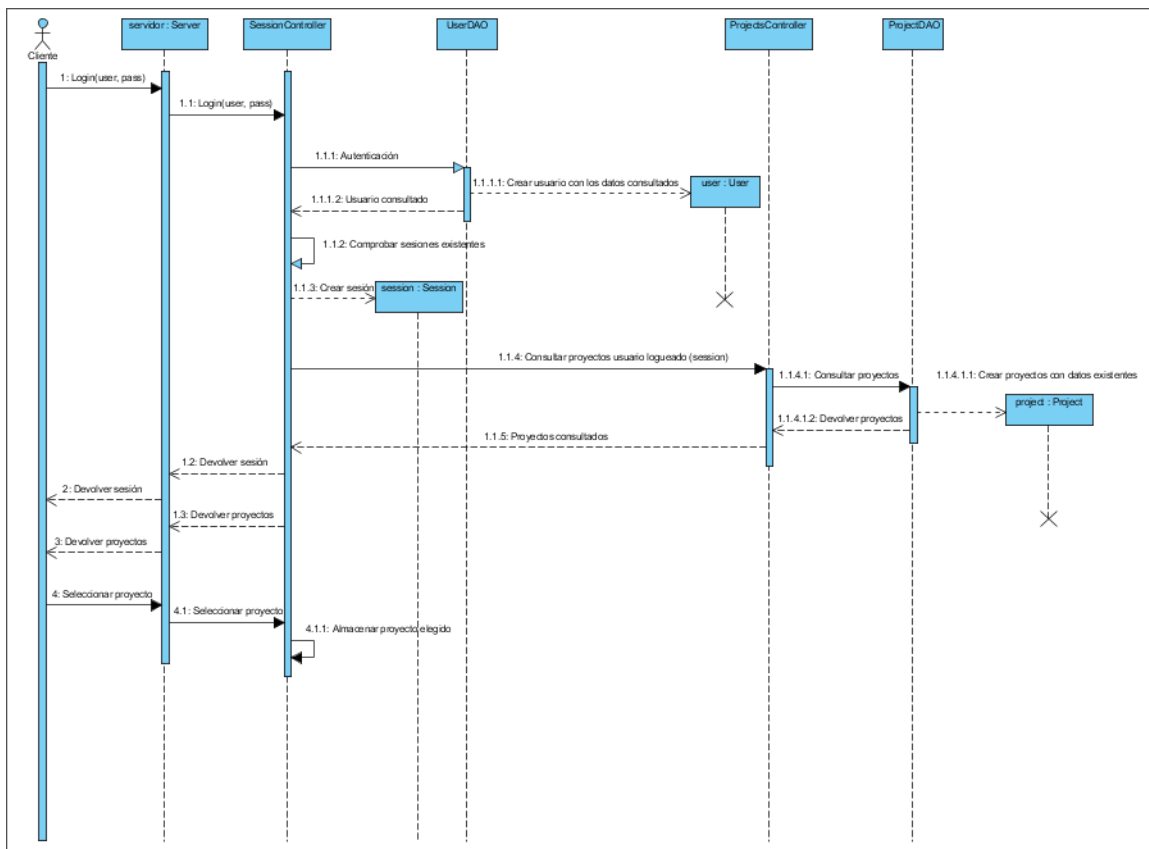 servidor : Server
SessionController
UserDAO
ProjectsController
ProjectDAO
Cliente
1: Login(user, pass)
1.1: Login(user, pass)
1.1.1: Autenticación
1.1.1.1: Crear usuario con los datos consultados
user : User
1.1.1.2: Usuario consultado
1.1.2: Comprobar sesiones existentes
1.1.3: Crear sesión
session : Session
1.1.4: Consultar proyectos usuario logueado (session)
1.1.4.1: Consultar proyectos
1.1.4.1.1: Crear proyectos con datos existentes
project : Project
1.1.4.1.2: Devolver proyectos
1.1.5: Proyectos consultados
1.2: Devolver sesión
2: Devolver sesión
1.3: Devolver proyectos
3: Devolver proyectos
4: Seleccionar proyecto
4.1: Seleccionar proyecto
4.1.1: Almacenar proyecto elegido